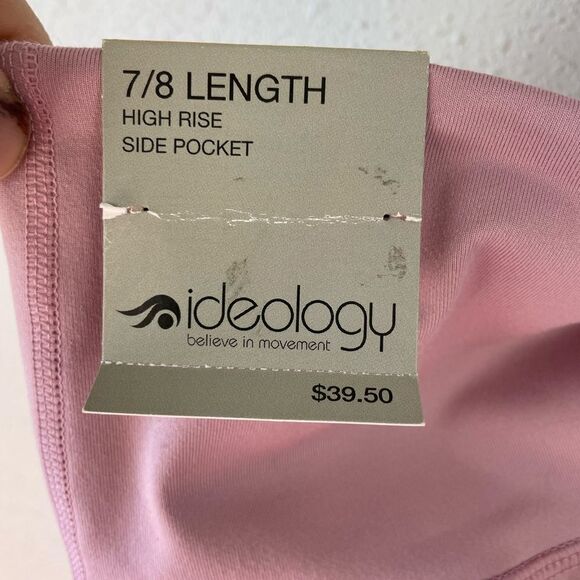 7/8 LENGTH
HIGH RISE
SIDE POCKET
ideology
believe in movement
$39.50